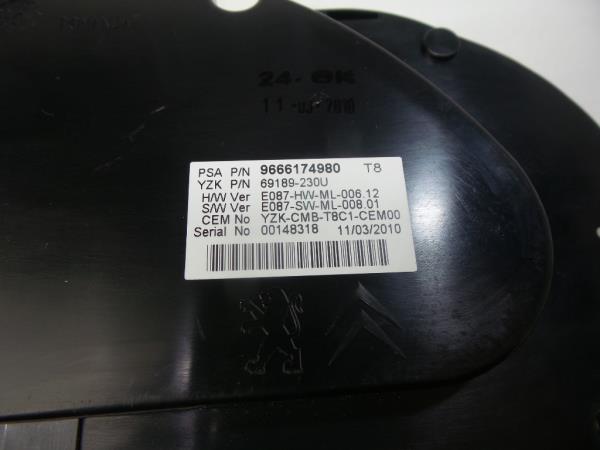 24-OK
11-03-2010
PSA P/N 9666174980 T8
YZK P/N 69189-230U
H/W Ver E087-HW-ML-006.12
S/W Ver E087-SW-ML-008.01
CEM No YZK-CMB-T8C1-CEM00
Serial No 00148318 11/03/2010